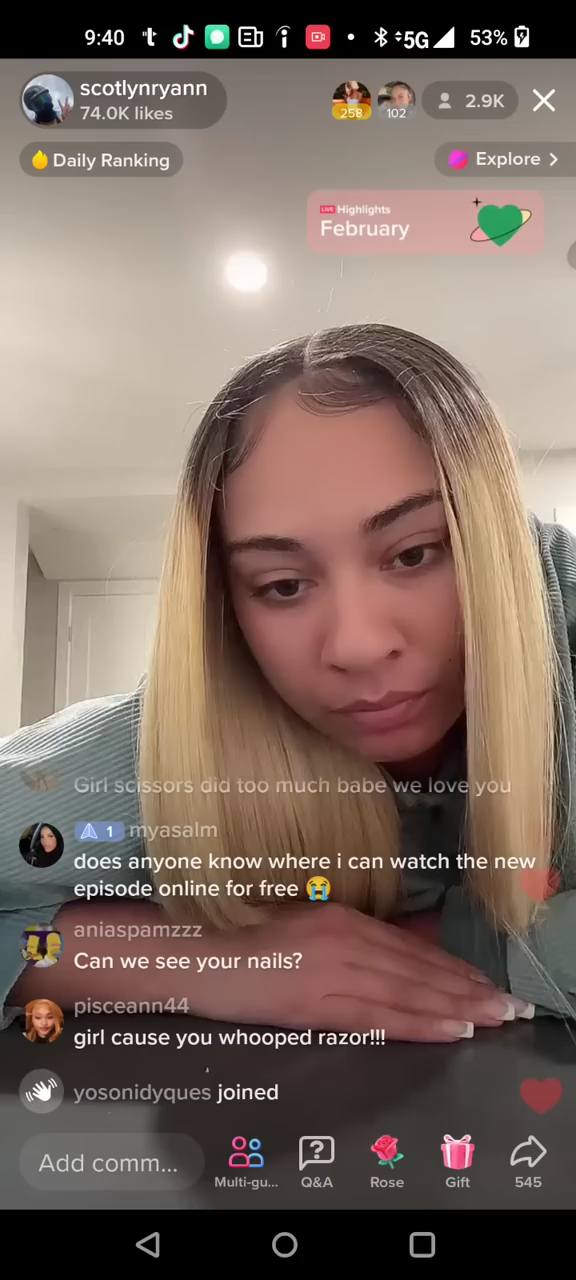 9:40
5G
53%
scotlynryann
74.0K likes
258
102
2.9K
Daily Ranking
Explore >
LIVE Highlights
February
Girl scissors did too much babe we love you
1 myasalm
does anyone know where i can watch the new
episode online for free 😭
aniaspamzzz
Can we see your nails?
pisceann44
girl cause you whooped razor!!!
yosonidyques joined
Add comm...
Multi-gu...
Q&A
Rose
Gift
545